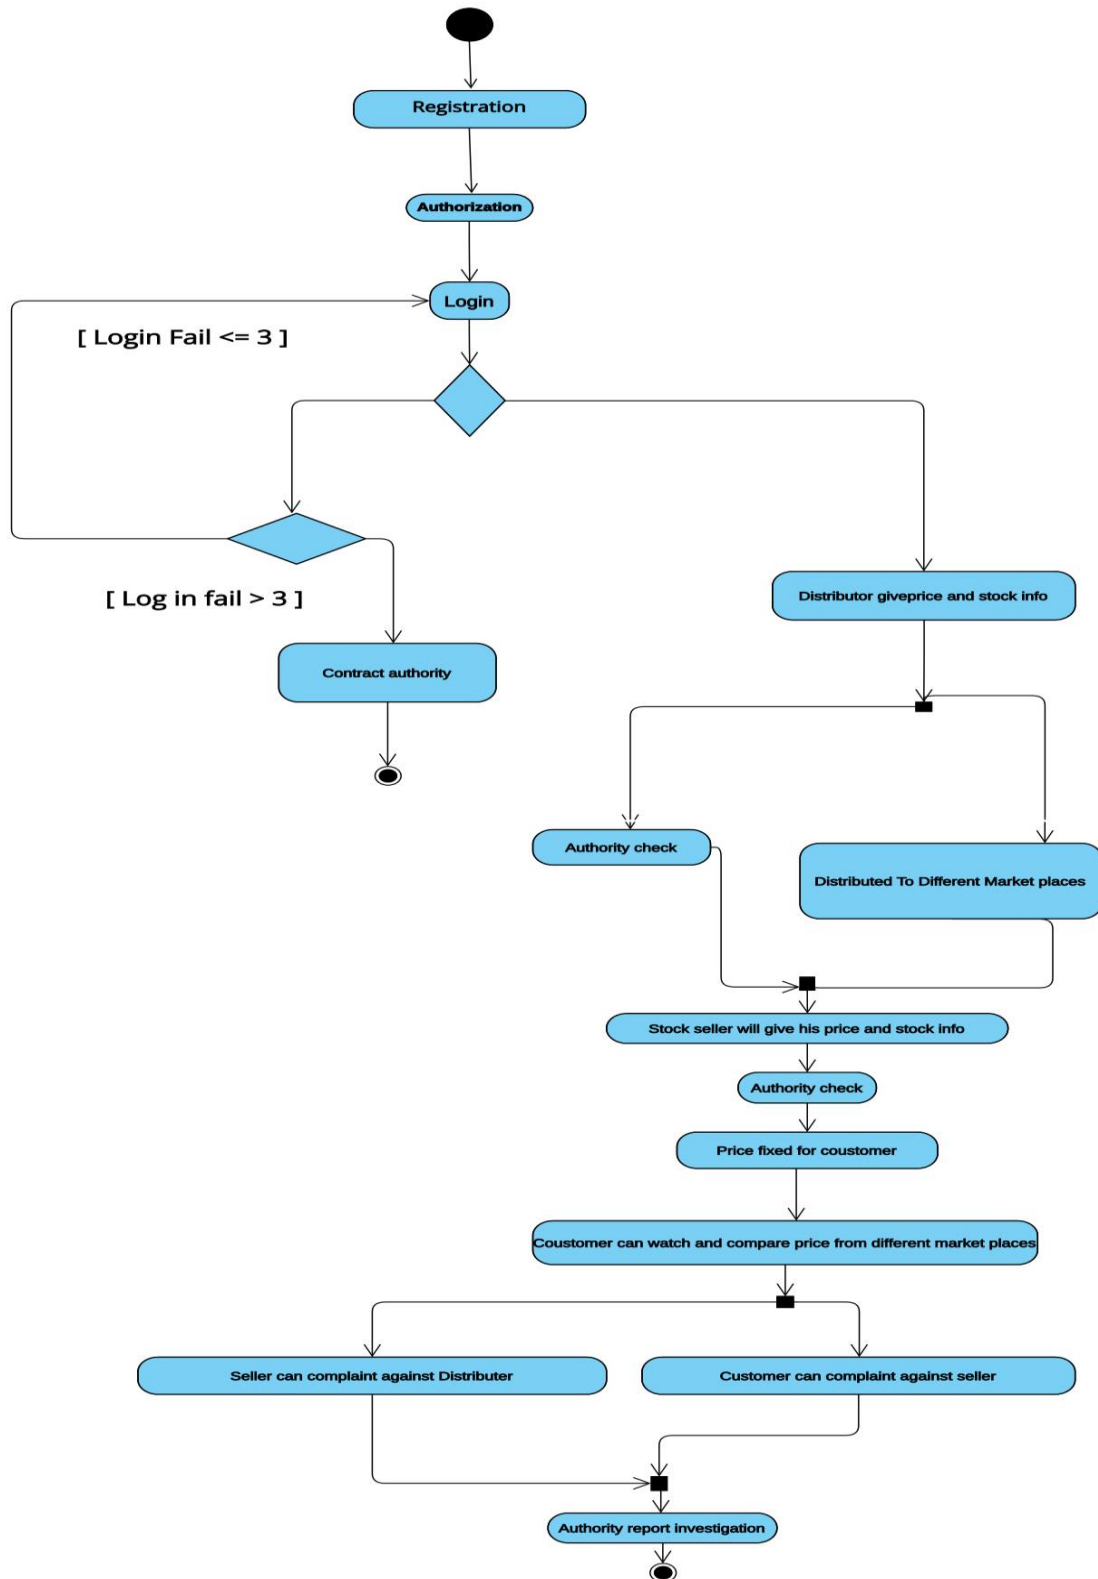 Registration
Authorization
Login
[ Login Fail <= 3 ]
[ Log in fail > 3 ]
Distributor giveprice and stock info
Contract authority
Authority check
Distributed To Different Market places
Stock seller will give his price and stock info
Authority check
Price fixed for coustomer
Coustomer can watch and compare price from different market places
Seller can complaint against Distributer
Customer can complaint against seller
Authority report investigation